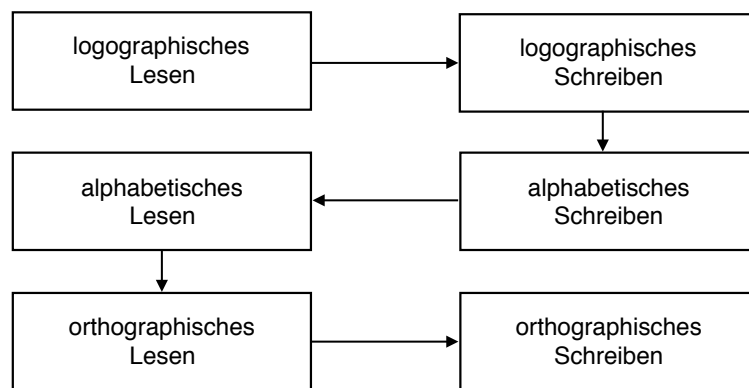 logographisches
Lesen
logographisches
Schreiben
alphabetisches
Lesen
alphabetisches
Schreiben
orthographisches
Lesen
orthographisches
Schreiben